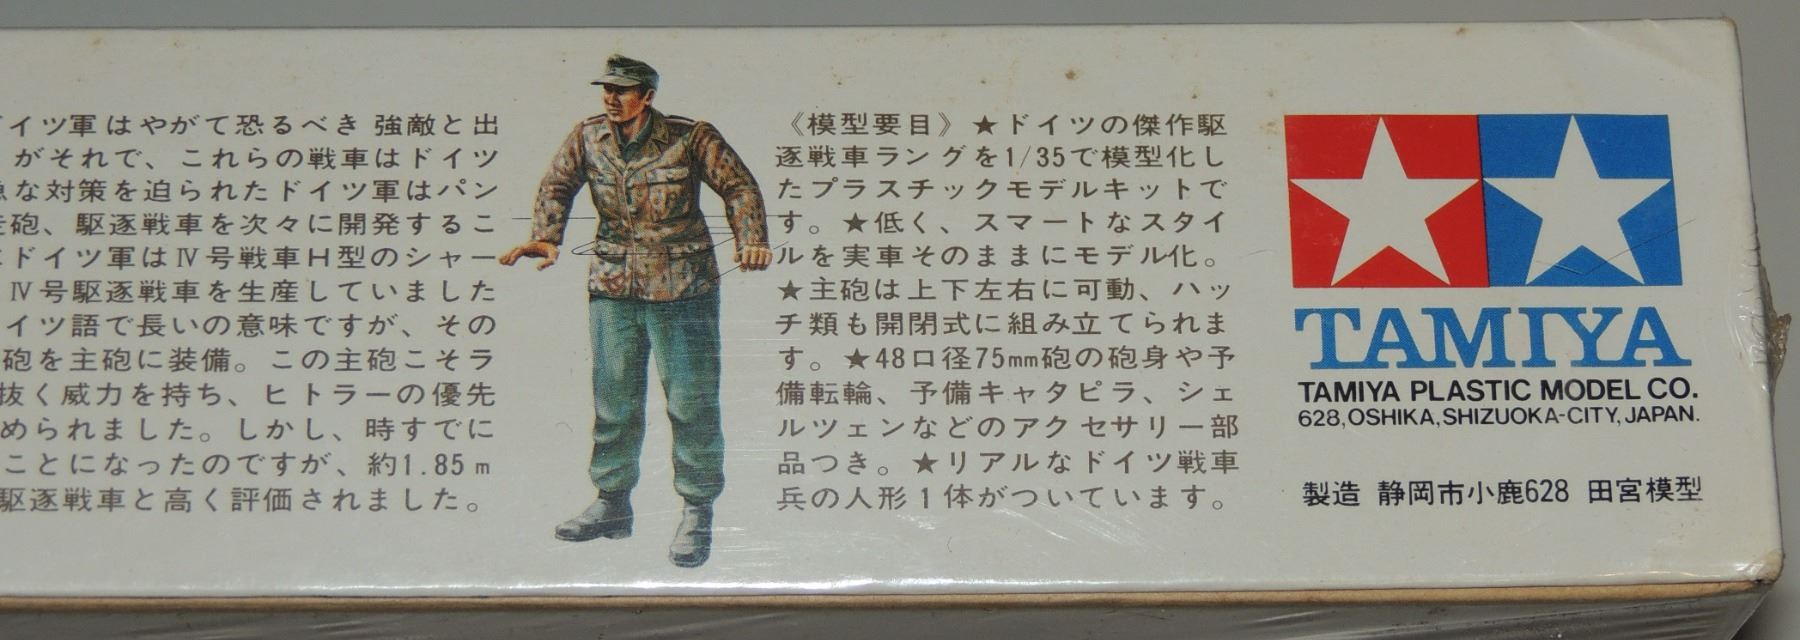 イツ軍はやがて恐るべき強敵と出
がそれで、これらの戦車はドイツ
急な対策を迫られたドイツ軍はパン
走砲、駆逐戦車を次々に開発するこ
ドイツ軍はⅣ号戦車H型のシャー
Ⅳ号駆逐戦車を生産していました
イツ語で長いの意味ですが、その
砲を主砲に装備。この主砲こそラ
抜く威力を持ち、ヒトラーの優先
められました。しかし、時すでに
ことになったのですが、約1.85m
駆逐戦車と高く評価されました。
《模型要目》★ドイツの傑作駆
逐戦車ラングを1/35で模型化し
たプラスチックモデルキットで
す。★低く、スマートなスタイ
ルを実車そのままにモデル化。
★主砲は上下左右に可動、ハッ
チ類も開閉式に組み立てられま
す。★48口径75mm砲の砲身や予
備転輪、予備キャタピラ、シェ
ルツェンなどのアクセサリー部
品つき。★リアルなドイツ戦車
兵の人形1体がついています。
TAMIYA
TAMIYA PLASTIC MODEL CO.
628, OSHIKA, SHIZUOKA-CITY, JAPAN.
製造 静岡市小鹿628 田宮模型